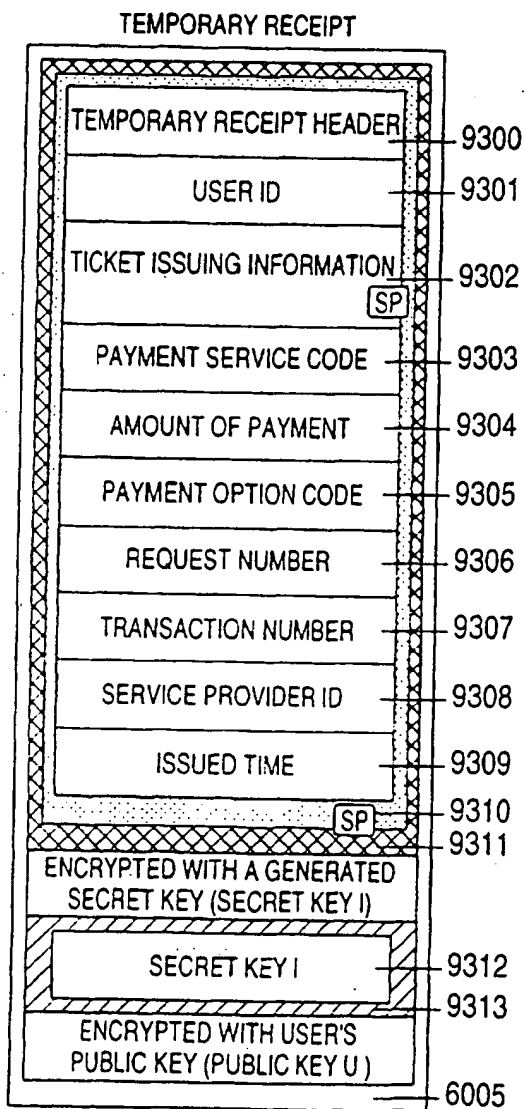 TEMPORARY RECEIPT
TEMPORARY RECEIPT HEADER
9300
USER ID
9301
TICKET ISSUING INFORMATION
9302
SP
PAYMENT SERVICE CODE
9303
AMOUNT OF PAYMENT
9304
PAYMENT OPTION CODE
9305
REQUEST NUMBER
9306
TRANSACTION NUMBER
9307
SERVICE PROVIDER ID
9308
ISSUED TIME
9309
SP
9310
9311
ENCRYPTED WITH A GENERATED
SECRET KEY (SECRET KEY I)
SECRET KEY I
9312
9313
ENCRYPTED WITH USER'S
PUBLIC KEY (PUBLIC KEY U )
6005